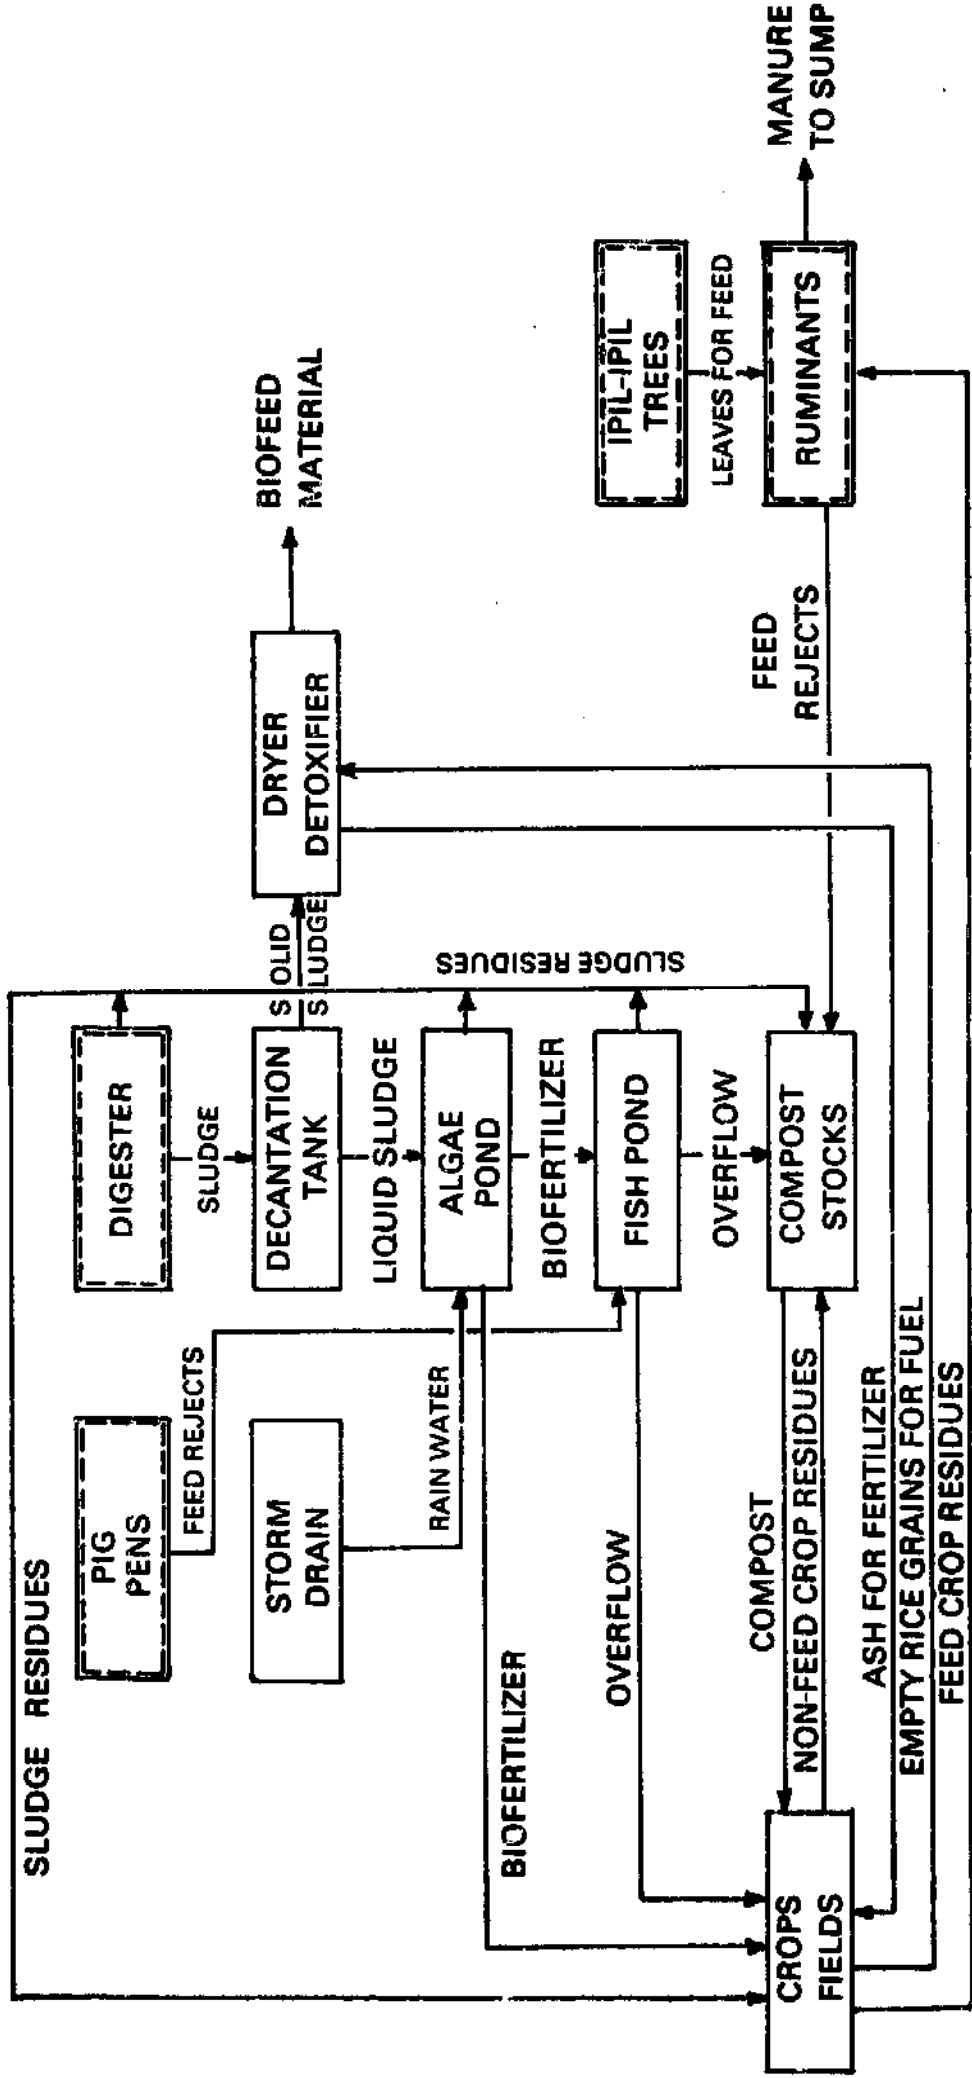 SLUDGE RESIDUES
PIG
PENS
FEED REJECTS
DIGESTER
SLUDGE
STORM
DRAIN
RAIN WATER
DECANTATION
TANK
SOLID
SLUDGE
DRYER
DETOXIFIER
BIOFEED
MATERIAL
LIQUID SLUDGE
ALGAE
POND
SLUDGE RESIDUES
BIOFERTILIZER
BIOFERTILIZER
FISH POND
OVERFLOW
OVERFLOW
IPIL-IPIL
TREES
LEAVES FOR FEED
CROPS
FIELDS
COMPOST
NON-FEED CROP RESIDUES
COMPOST
STOCKS
FEED
REJECTS
RUMINANTS
MANURE
TO SUMP
ASH FOR FERTILIZER
EMPTY RICE GRAINS FOR FUEL
FEED CROP RESIDUES